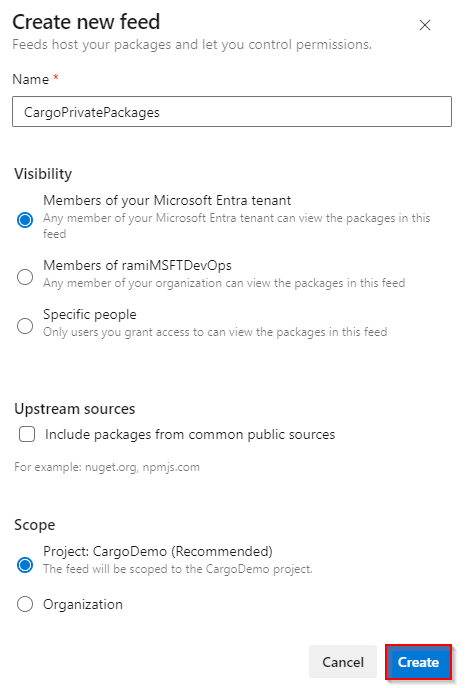 Create new feed
Feeds host your packages and let you control permissions.
Name *
CargoPrivatePackages
Visibility
Members of your Microsoft Entra tenant
Any member of your Microsoft Entra tenant can view the packages in this
feed
Members of ramiMSFTDevOps
Any member of your organization can view the packages in this feed
Specific people
Only users you grant access to can view the packages in this feed
Upstream sources
Include packages from common public sources
For example: nuget.org, npmjs.com
Scope
Project: CargoDemo (Recommended)
The feed will be scoped to the CargoDemo project.
Organization
Cancel
Create